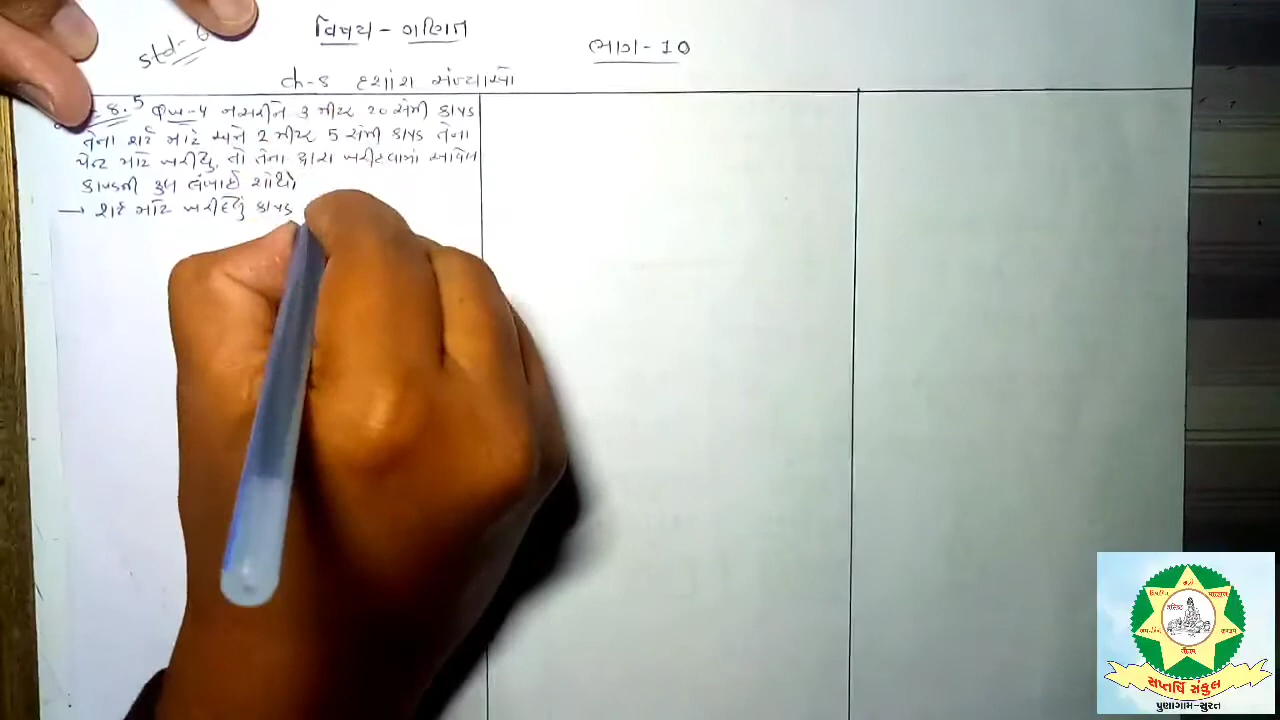 std-6
વિષય - ગણિત
ભાગ - 10
ch-8 દશાંશ સંખ્યાઓ
8.5 દાખ-4 નસરીને 3 મીટર 20 સેમી કાપડ
તેના શર્ટ માટે અને 2 મીટર 5 સેમી કાપડ તેના
પેન્ટ માટે ખરીદ્યુ, તો તેના દ્વારા ખરીદવામાં આવેલ
કાપડની કુલ લંબાઈ શોધો
→ શર્ટ માટે ખરીદેલું કાપડ
સપ્તર્ષિ સંકુલ
પુણાગામ-સુરત